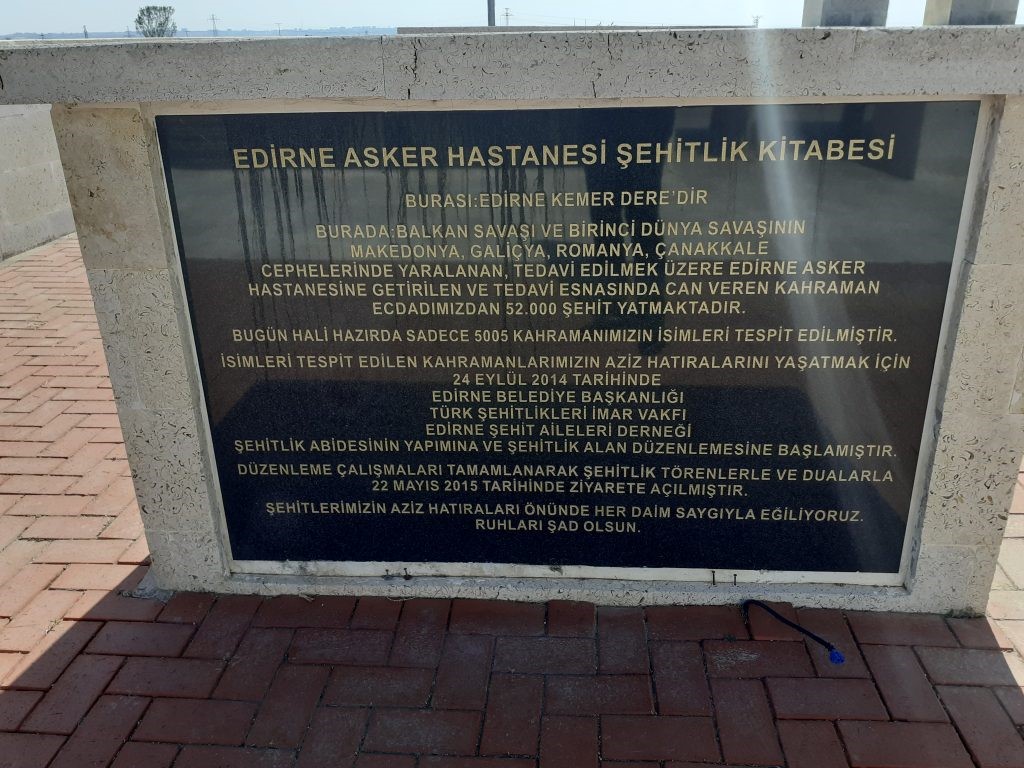 EDİRNE ASKER HASTANESİ ŞEHİTLİK KİTABESİ
BURASI:EDİRNE KEMER DERE'DİR
BURADA:BALKAN SAVAŞI VE BİRİNCİ DÜNYA SAVAŞININ
MAKEDONYA, GALİÇYA, ROMANYA, ÇANAKKALE
CEPHELERİNDE YARALANAN, TEDAVİ EDİLMEK ÜZERE EDİRNE ASKER
HASTANESİNE GETİRİLEN VE TEDAVİ ESNASINDA CAN VEREN KAHRAMAN
ECDADIMIZDAN 52.000 ŞEHİT YATMAKTADIR.
BUGÜN HALİ HAZIRDA SADECE 5005 KAHRAMANIMIZIN İSİMLERİ TESPİT EDİLMİŞTİR.
İSİMLERİ TESPİT EDİLEN KAHRAMANLARIMIZIN AZİZ HATIRALARINI YAŞATMAK İÇİN
24 EYLÜL 2014 TARİHİNDE
EDİRNE BELEDİYE BAŞKANLIĞI
TÜRK ŞEHİTLİKLERİ İMAR VAKFI
EDİRNE ŞEHİT AİLELERİ DERNEĞİ
ŞEHİTLİK ABİDESİNİN YAPIMINA VE ŞEHİTLİK ALAN DÜZENLEMESİNE BAŞLAMIŞTIR.
DÜZENLEME ÇALIŞMALARI TAMAMLANARAK ŞEHİTLİK TÖRENLERLE VE DUALARLA
22 MAYIS 2015 TARİHİNDE ZİYARETE AÇILMIŞTIR.
ŞEHİTLERİMİZİN AZİZ HATIRALARI ÖNÜNDE HER DAİM SAYGIYLA EĞİLİYORUZ.
RUHLARI ŞAD OLSUN.